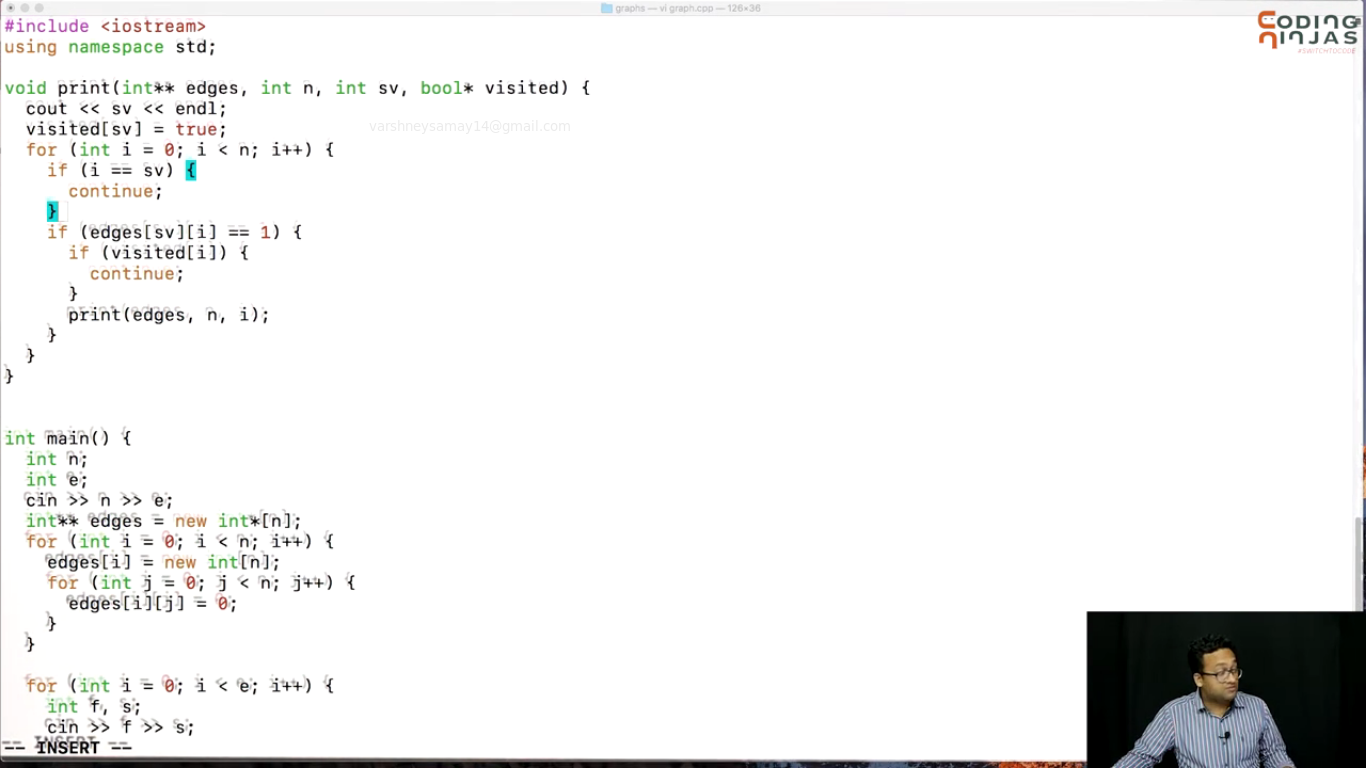 graphs — vi graph.cpp — 126×36
CODING
NINJAS
#SWITCHTOCODE
#include <iostream>
using namespace std;
void print(int** edges, int n, int sv, bool* visited) {
  cout << sv << endl;
varshneysamay14@gmail.com
  visited[sv] = true;
  for (int i = 0; i < n; i++) {
    if (i == sv) {
      continue;
    }
    if (edges[sv][i] == 1) {
      if (visited[i]) {
        continue;
      }
      print(edges, n, i);
    }
  }
}
int main() {
  int n;
  int e;
  cin >> n >> e;
  int** edges = new int*[n];
  for (int i = 0; i < n; i++) {
    edges[i] = new int[n];
    for (int j = 0; j < n; j++) {
      edges[i][j] = 0;
    }
  }
  for (int i = 0; i < e; i++) {
    int f, s;
    cin >> f >> s;
-- INSERT --